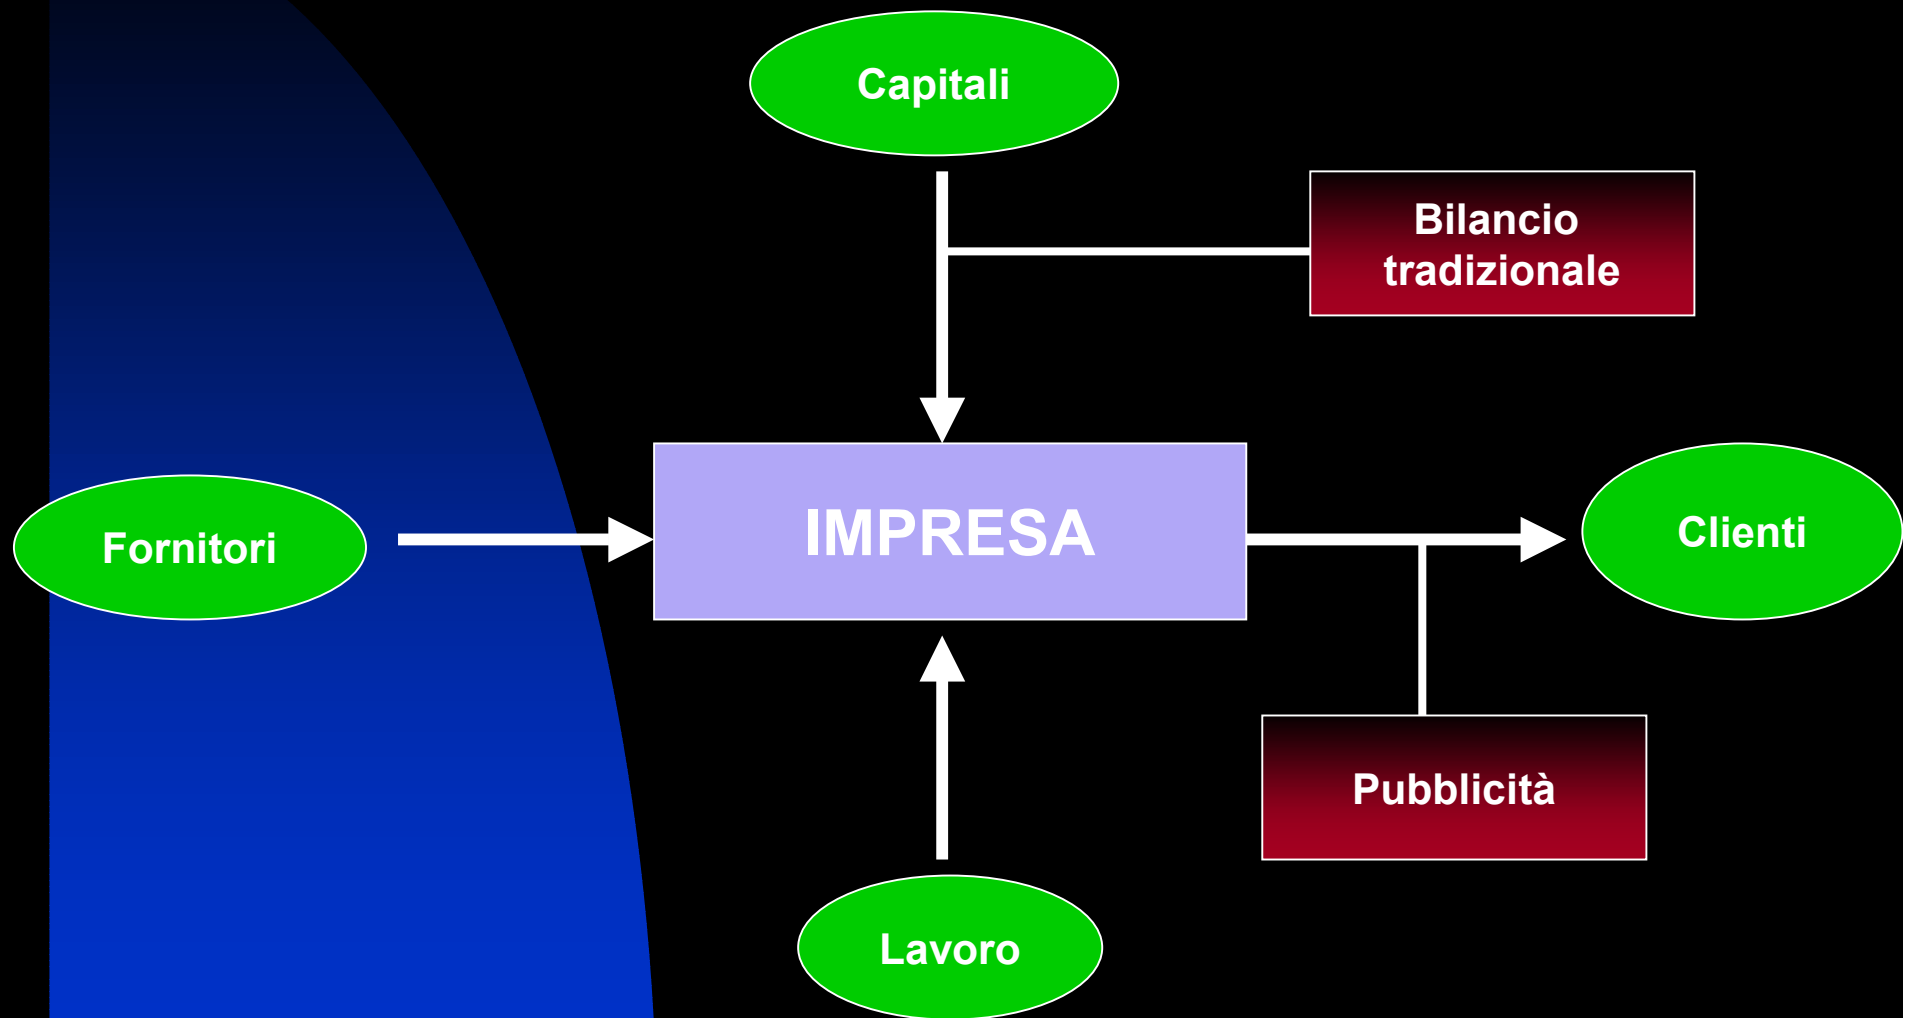 Capitali
Bilancio
tradizionale
Fornitori
IMPRESA
Clienti
Pubblicità
Lavoro